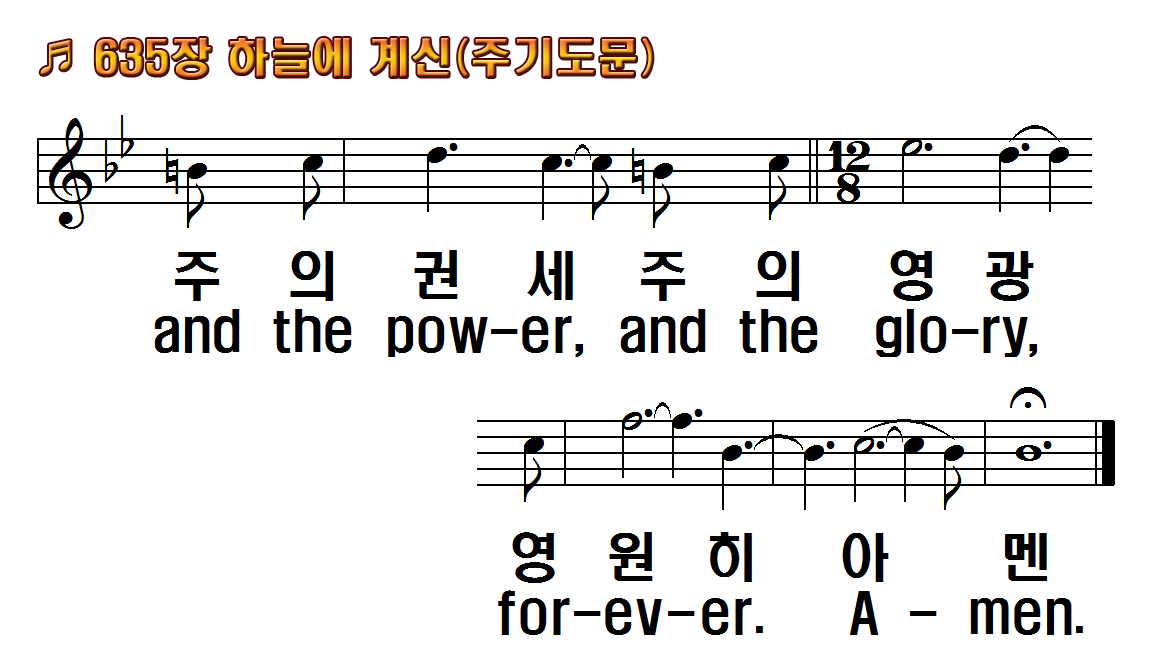 ♬ 635장 하늘에 계신(주기도문)
12
8
주 의 권 세 주 의 영 광
and the pow-er, and the glo-ry,
영 원 히 아 멘
for-ev-er. A - men.